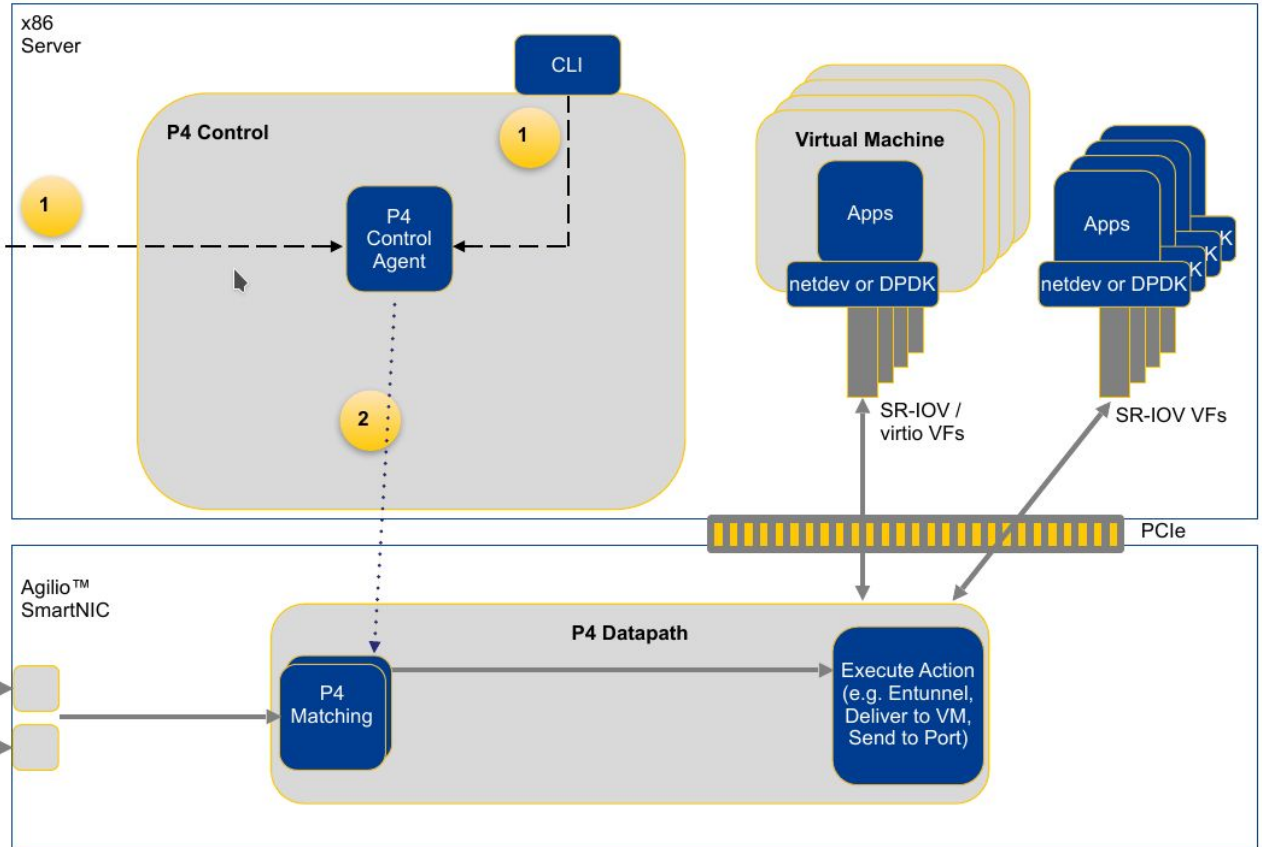 x86
Server
CLI
P4 Control
1
Virtual Machine
1
P4
Control
Agent
Apps
Apps
netdev or DPDK
netdev or DPDK
K
K
K
2
SR-IOV /
virtio VFs
SR-IOV VFs
PCIe
Agilio™
SmartNIC
P4 Datapath
P4
Matching
Execute Action
(e.g. Entunnel,
Deliver to VM,
Send to Port)